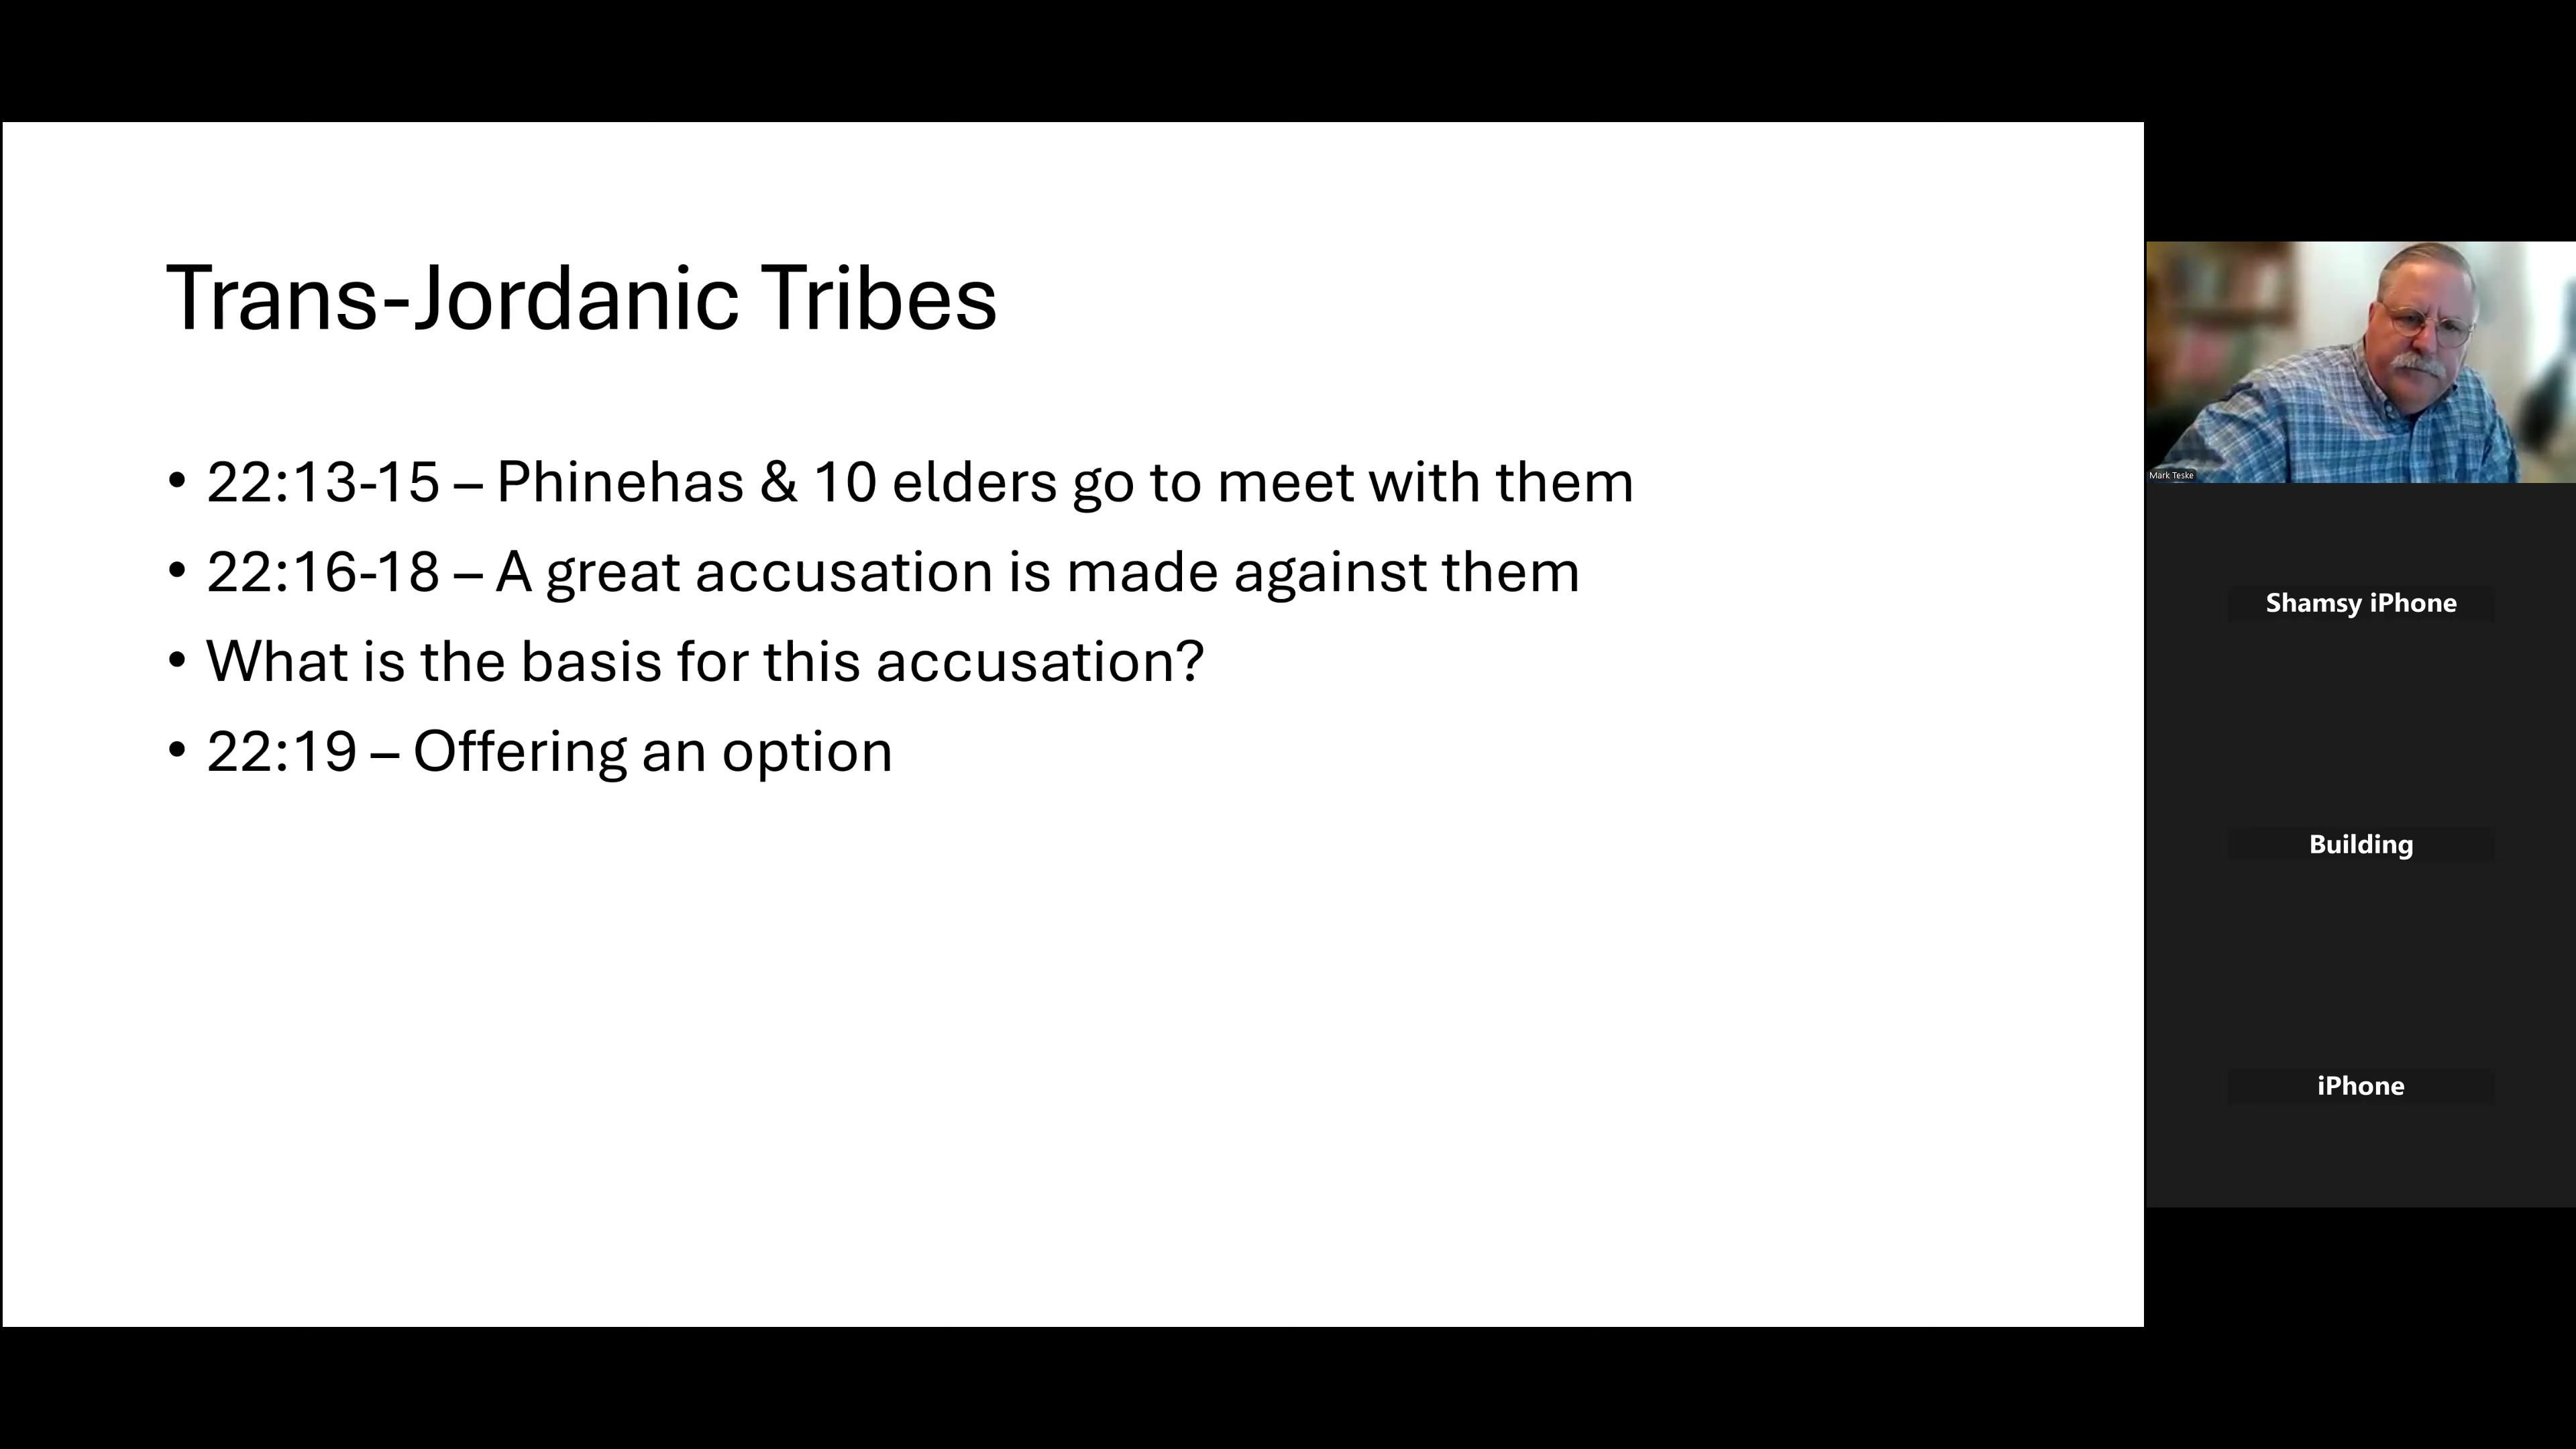 Trans-Jordanic Tribes
• 22:13-15 – Phinehas & 10 elders go to meet with them
• 22:16-18 – A great accusation is made against them
• What is the basis for this accusation?
• 22:19 – Offering an option
Mark Teske
Shamsy iPhone
Building
iPhone